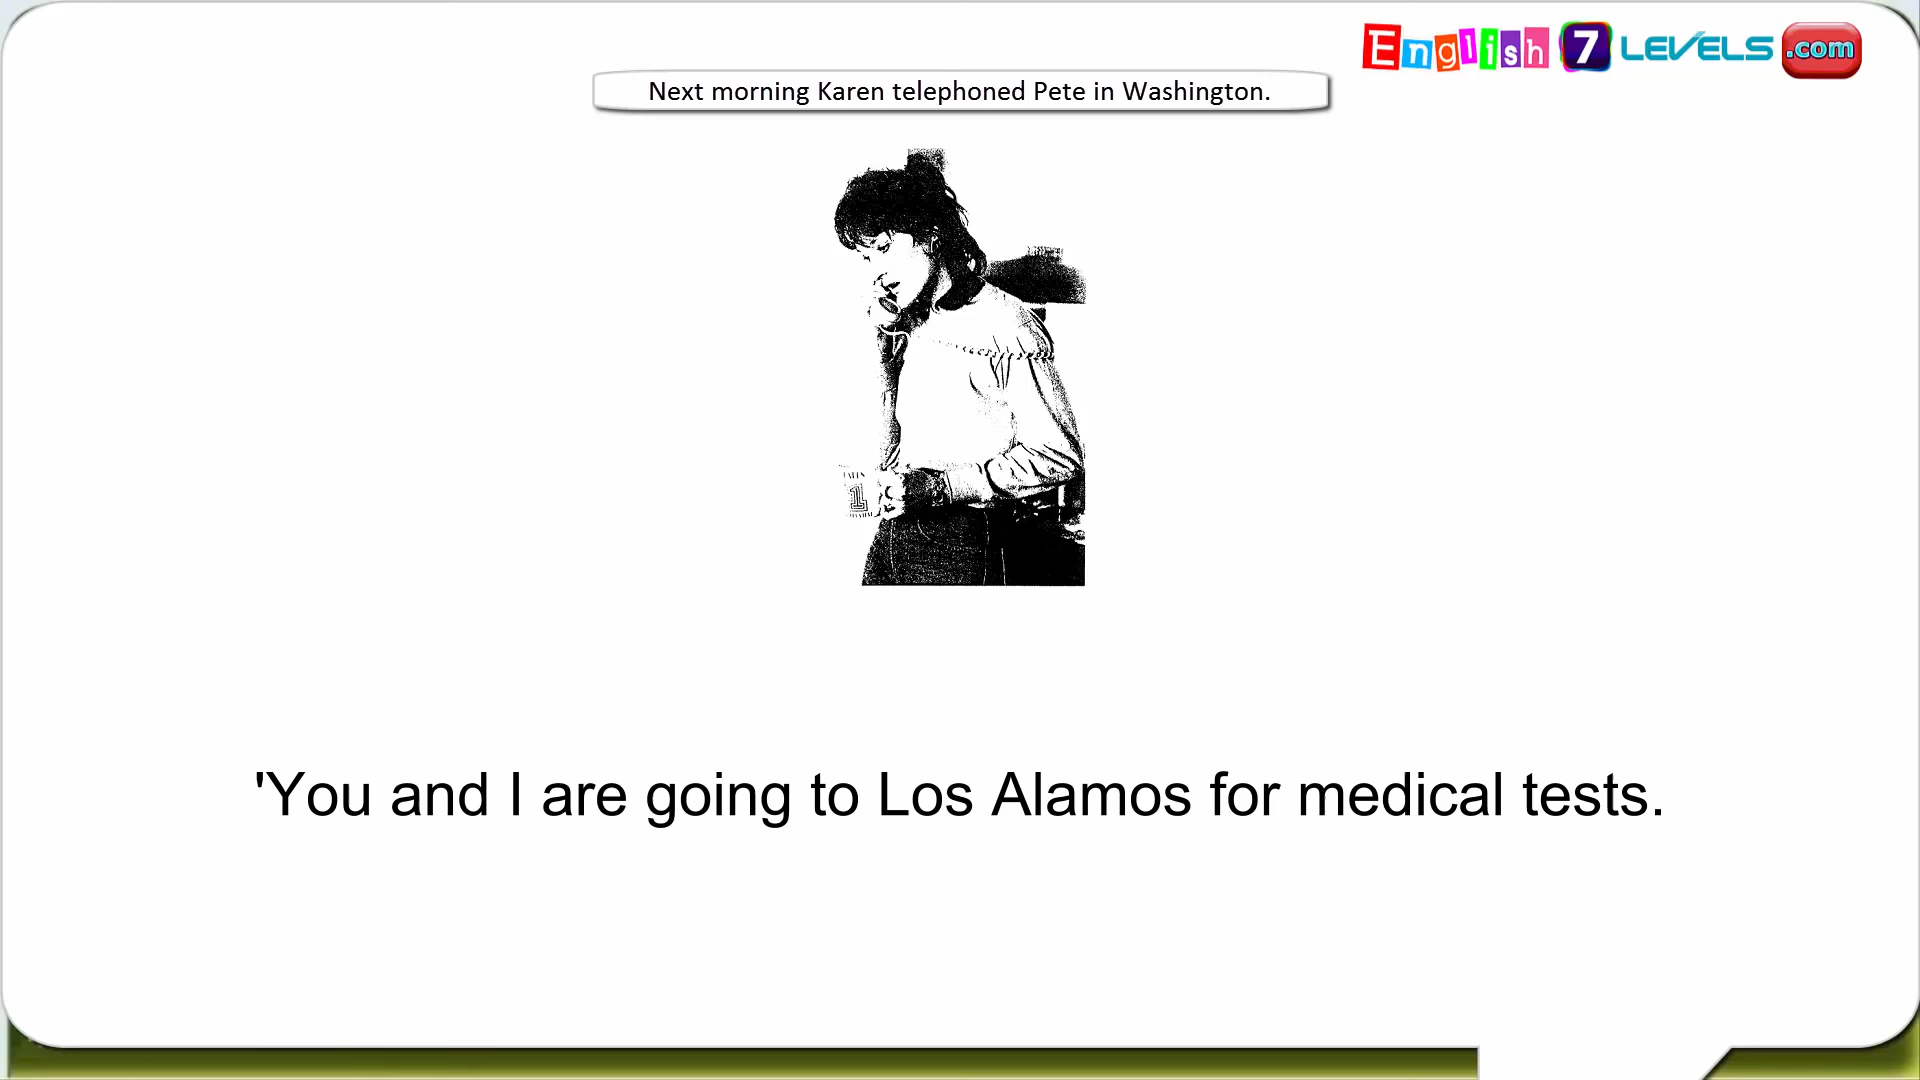 English 7 LEVELS .com
Next morning Karen telephoned Pete in Washington.
1
'You and I are going to Los Alamos for medical tests.